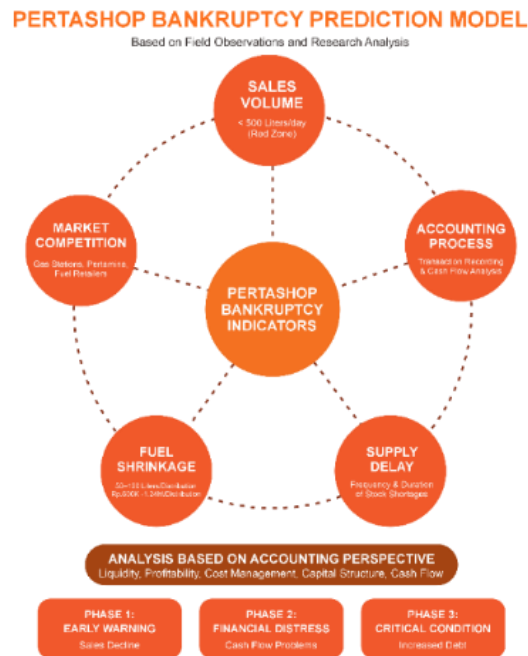 PERTASHOP BANKRUPTCY PREDICTION MODEL
Based on Field Observations and Research Analysis
SALES
VOLUME
< 500 Liters/day
(Red Zone)
MARKET
COMPETITION
Gas Stations, Pertamina,
Fuel Retailers
ACCOUNTING
PROCESS
Transaction Recording
& Cash Flow Analysis
PERTASHOP
BANKRUPTCY
INDICATORS
FUEL
SHRINKAGE
Liters/Distribution
SUPPLY
DELAY
Frequency & Duration
of Stock Shortages
ANALYSIS BASED ON ACCOUNTING PERSPECTIVE
Liquidity, Profitability, Cost Management, Capital Structure, Cash Flow
PHASE 1:
EARLY WARNING
Sales Decline
PHASE 2:
FINANCIAL DISTRESS
Cash Flow Problems
PHASE 3:
CRITICAL CONDITION
Increased Debt